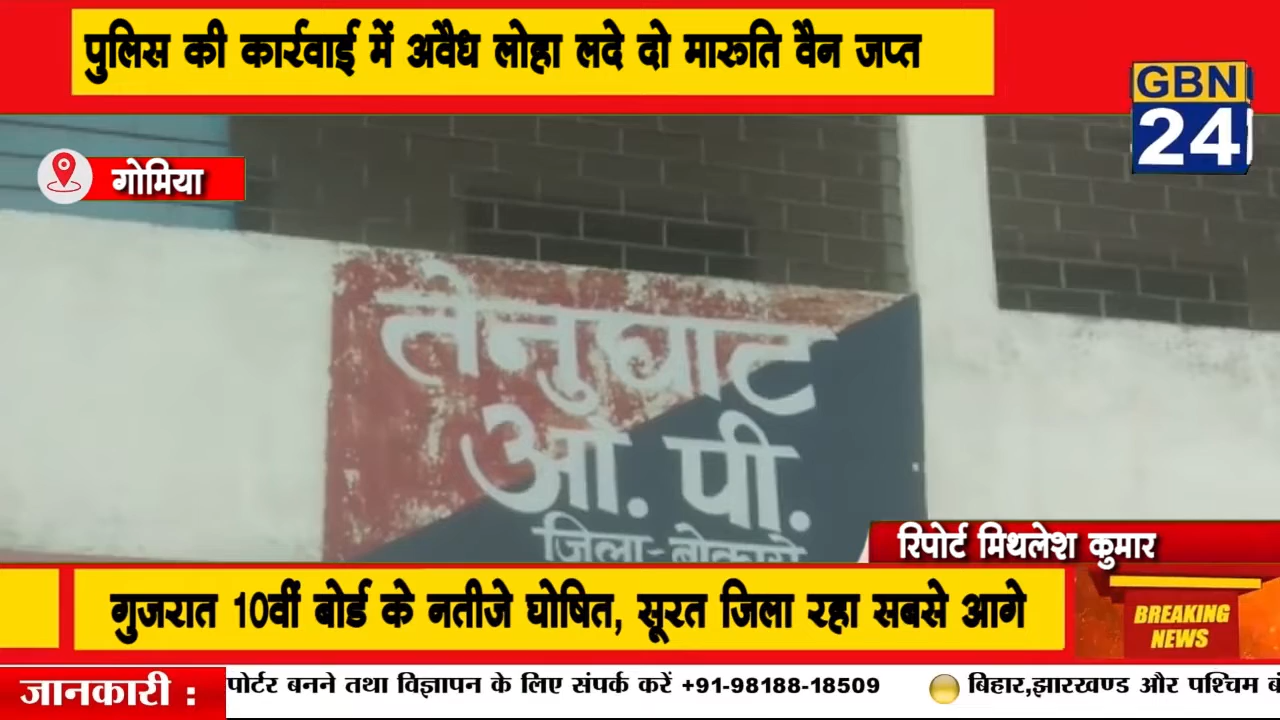 पुलिस की कार्रवाई में अवैध लोहा लदे दो मारुति वैन जप्त
GBN
24
गोमिया
तेनुघाट
ओ. पी.
जिला-बोकारो
रिपोर्ट मिथलेश कुमार
गुजरात 10वीं बोर्ड के नतीजे घोषित, सूरत जिला रहा सबसे आगे
BREAKING
NEWS
जानकारी :
पोर्टर बनने तथा विज्ञापन के लिए संपर्क करें +91-98188-18509
बिहार,झारखण्ड और पश्चिम बं